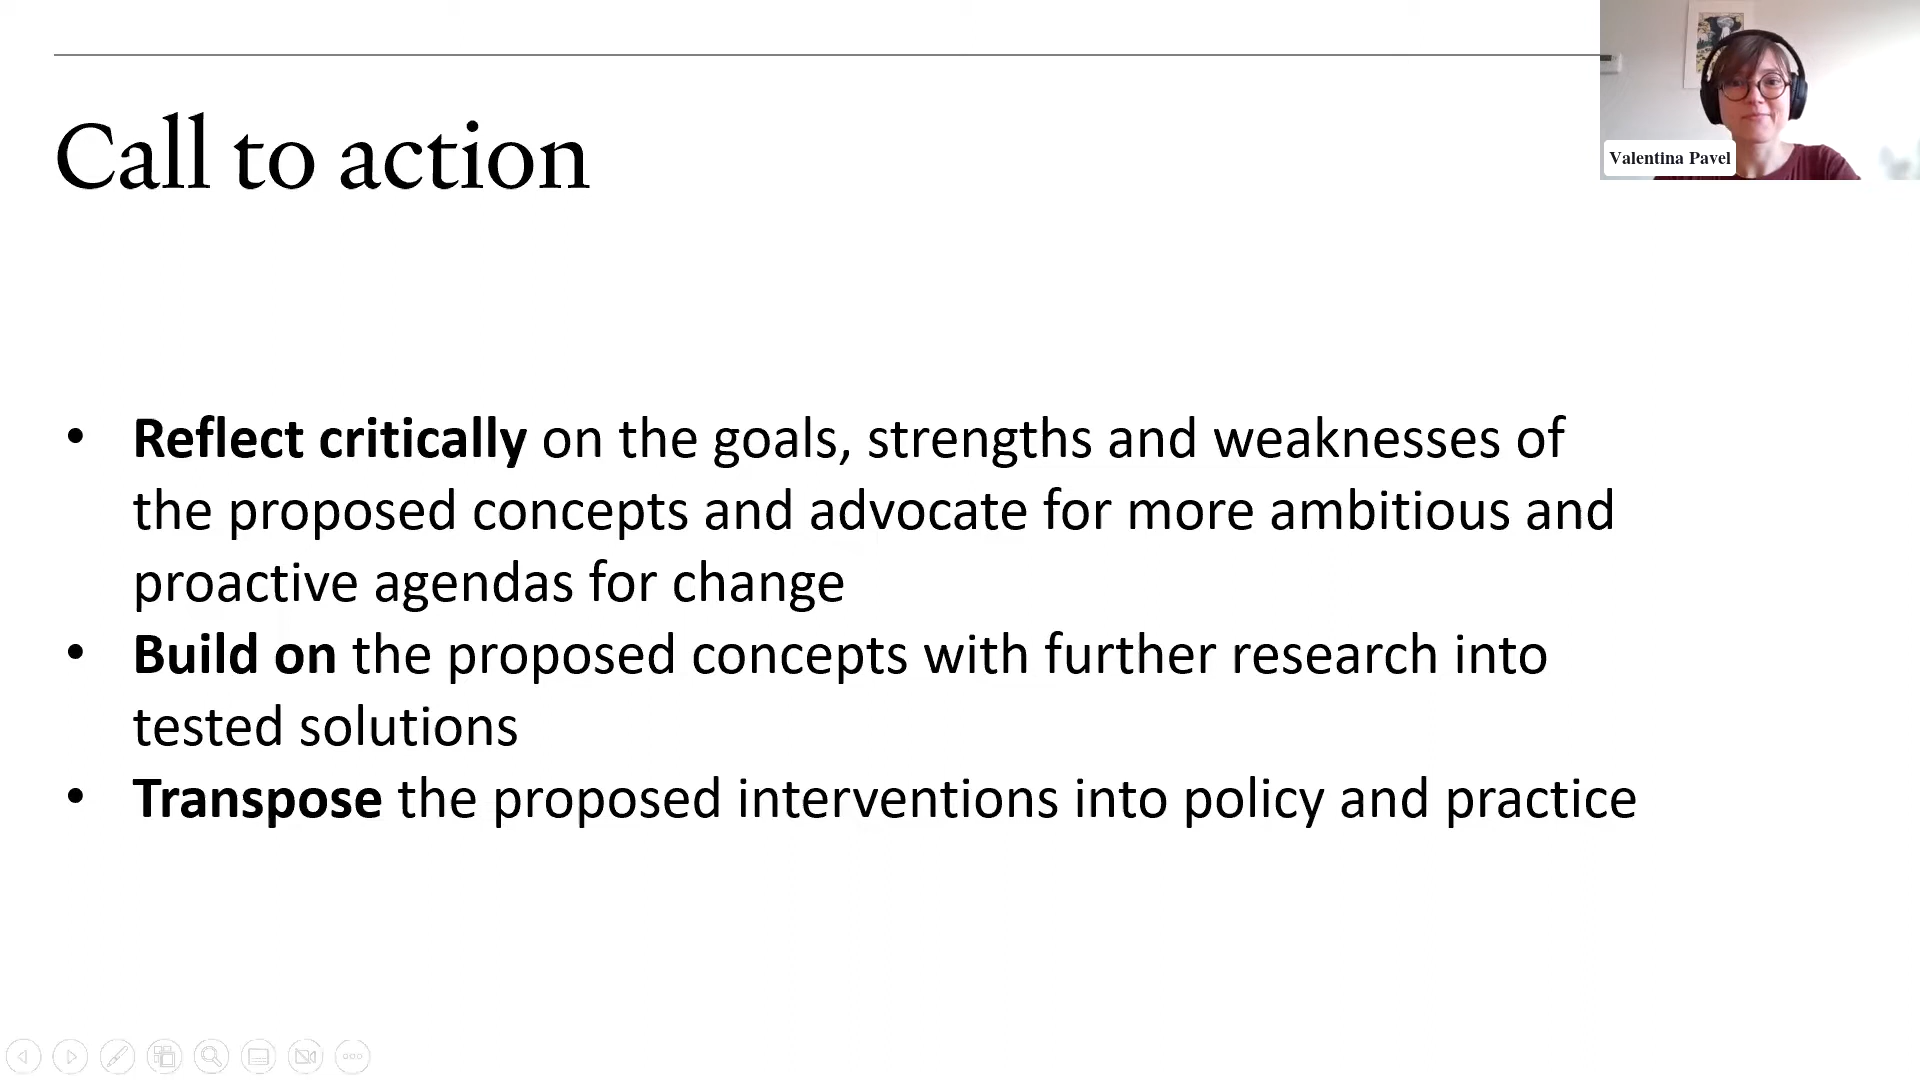 Call to action
Valentina Pavel
• Reflect critically on the goals, strengths and weaknesses of
the proposed concepts and advocate for more ambitious and
proactive agendas for change
• Build on the proposed concepts with further research into
tested solutions
• Transpose the proposed interventions into policy and practice